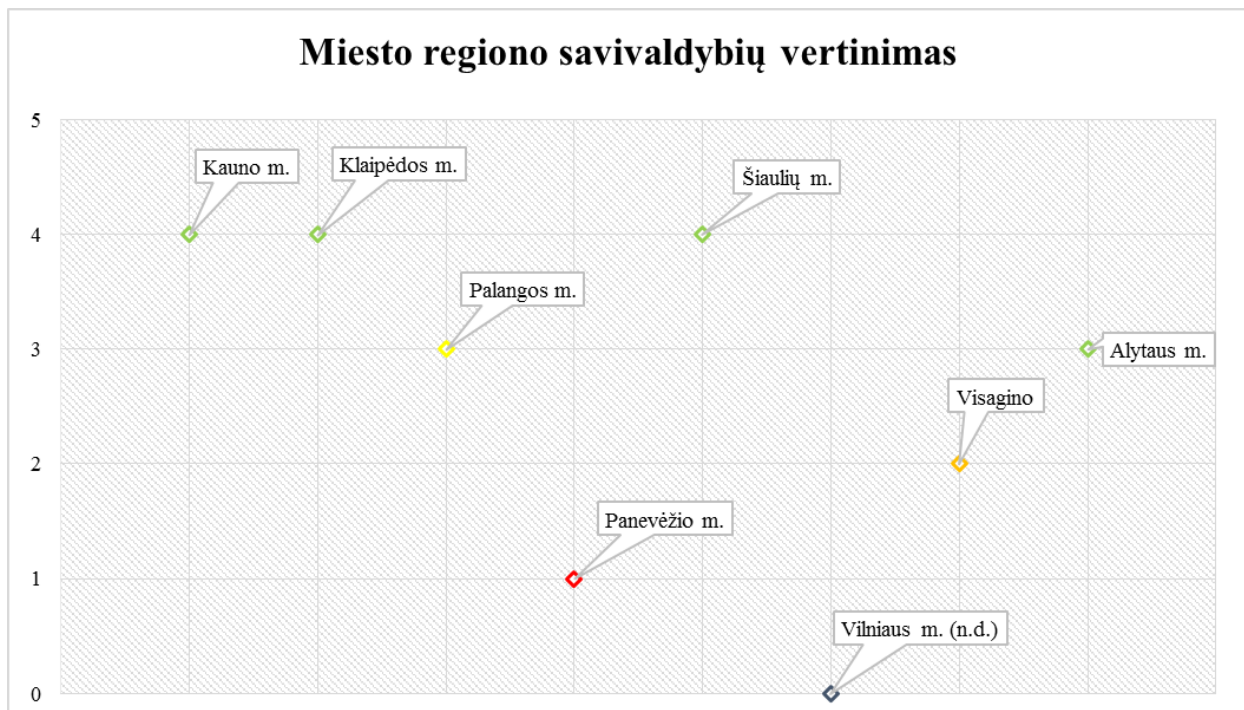 Miesto regiono savivaldybių vertinimas
5
Kauno m.
Klaipėdos m.
Šiaulių m.
4
Palangos m.
3
Alytaus m.
Visagino
2
Panevėžio m.
1
Vilniaus m. (n.d.)
0